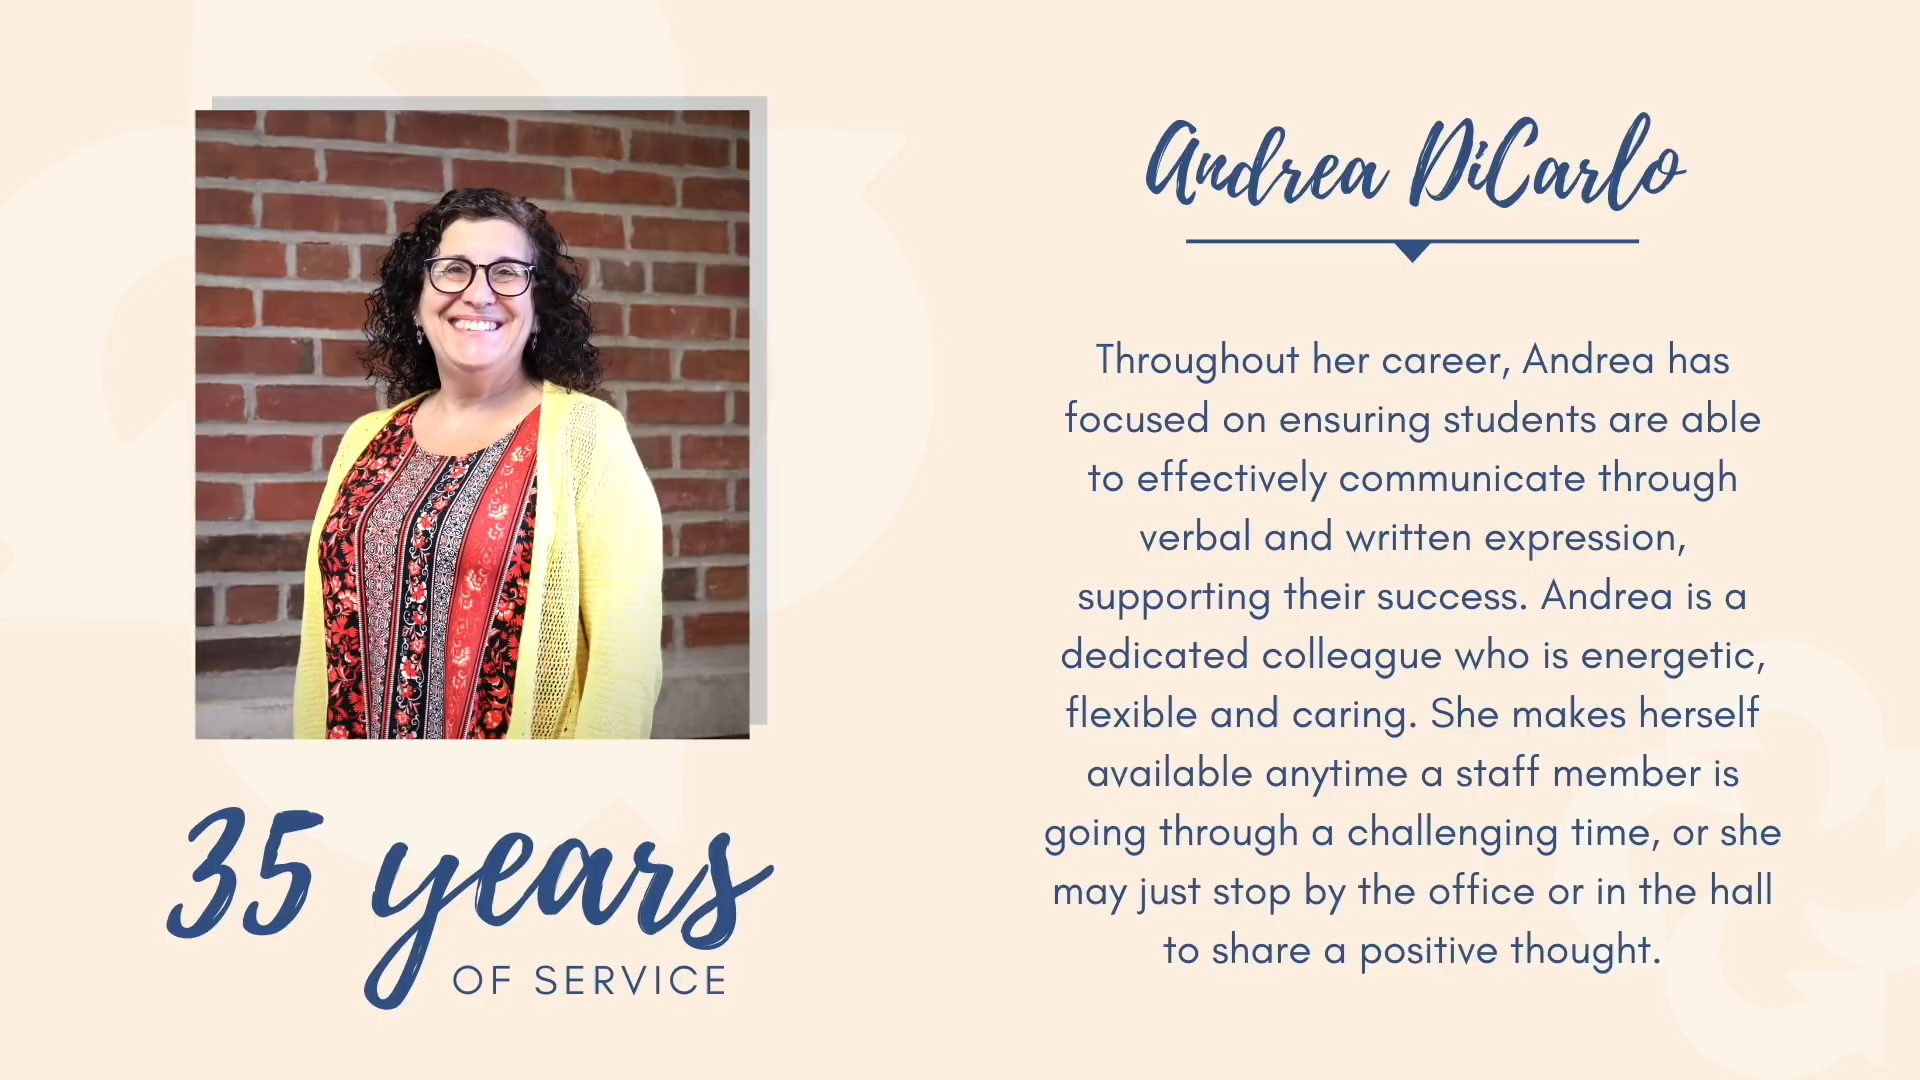 Andrea DiCarlo
Throughout her career, Andrea has
focused on ensuring students are able
to effectively communicate through
verbal and written expression,
supporting their success. Andrea is a
dedicated colleague who is energetic,
flexible and caring. She makes herself
available anytime a staff member is
going through a challenging time, or she
may just stop by the office or in the hall
to share a positive thought.
35 years
OF SERVICE